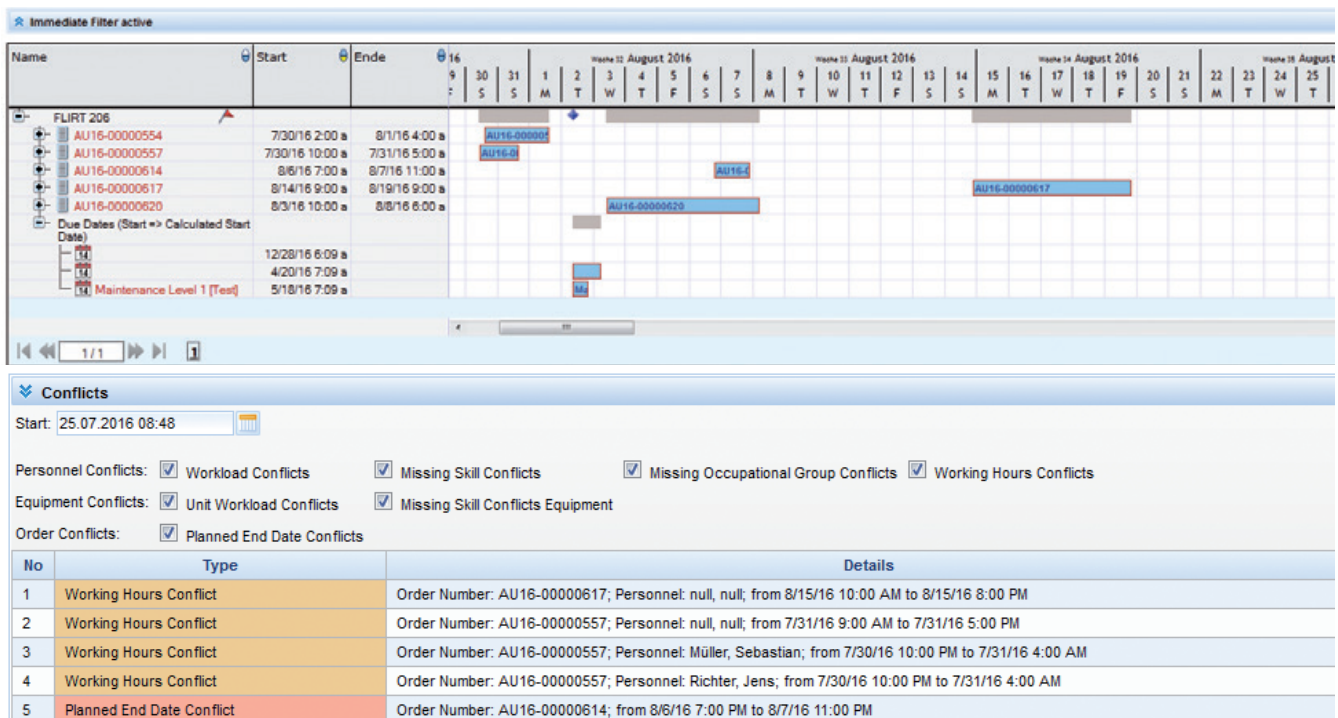 Immediate Filter active
Name Start Ende 16 Woche 32 August 2016 Woche 33 August 2016 Woche 34 August 2016 August
30 31 1 2 3 4 5 6 7 8 9 10 11 12 13 14 15 16 17 18 19 20 21 22 23 24 25
S S M T W T F S S M T W T F S S M T W T F S S M T W T
FLIRT 206
AU16-00000554 7/30/16 2:00 a 8/1/16 4:00 a AU16-000005
AU16-00000557 7/30/16 10:00 a 7/31/16 5:00 a
AU16-00000614 8/6/16 7:00 a 8/7/16 11:00 a
AU16-00000617 8/14/16 9:00 a 8/19/16 9:00 a AU16-00000617
AU16-00000620 8/3/16 10:00 a 8/8/16 6:00 a AU16-00000620
Due Dates (Start => Calculated Start
Date)
14 12/28/16 6:09 a
14 4/20/16 7:09 a
14 Maintenance Level 1 [Test] 5/18/16 7:09 a Ma
1 / 1 1
Conflicts
Start: 25.07.2016 08:48
Personnel Conflicts: Workload Conflicts Missing Skill Conflicts Missing Occupational Group Conflicts Working Hours Conflicts
Equipment Conflicts: Unit Workload Conflicts Missing Skill Conflicts Equipment
Order Conflicts: Planned End Date Conflicts
No Type Details
1 Working Hours Conflict Order Number: AU16-00000617; Personnel: null, null; from 8/15/16 10:00 AM to 8/15/16 8:00 PM
2 Working Hours Conflict Order Number: AU16-00000557; Personnel: null, null; from 7/31/16 9:00 AM to 7/31/16 5:00 PM
3 Working Hours Conflict Order Number: AU16-00000557; Personnel: Müller, Sebastian; from 7/30/16 10:00 PM to 7/31/16 4:00 AM
4 Working Hours Conflict Order Number: AU16-00000557; Personnel: Richter, Jens; from 7/30/16 10:00 PM to 7/31/16 4:00 AM
5 Planned End Date Conflict Order Number: AU16-00000614; from 8/6/16 7:00 PM to 8/7/16 11:00 PM